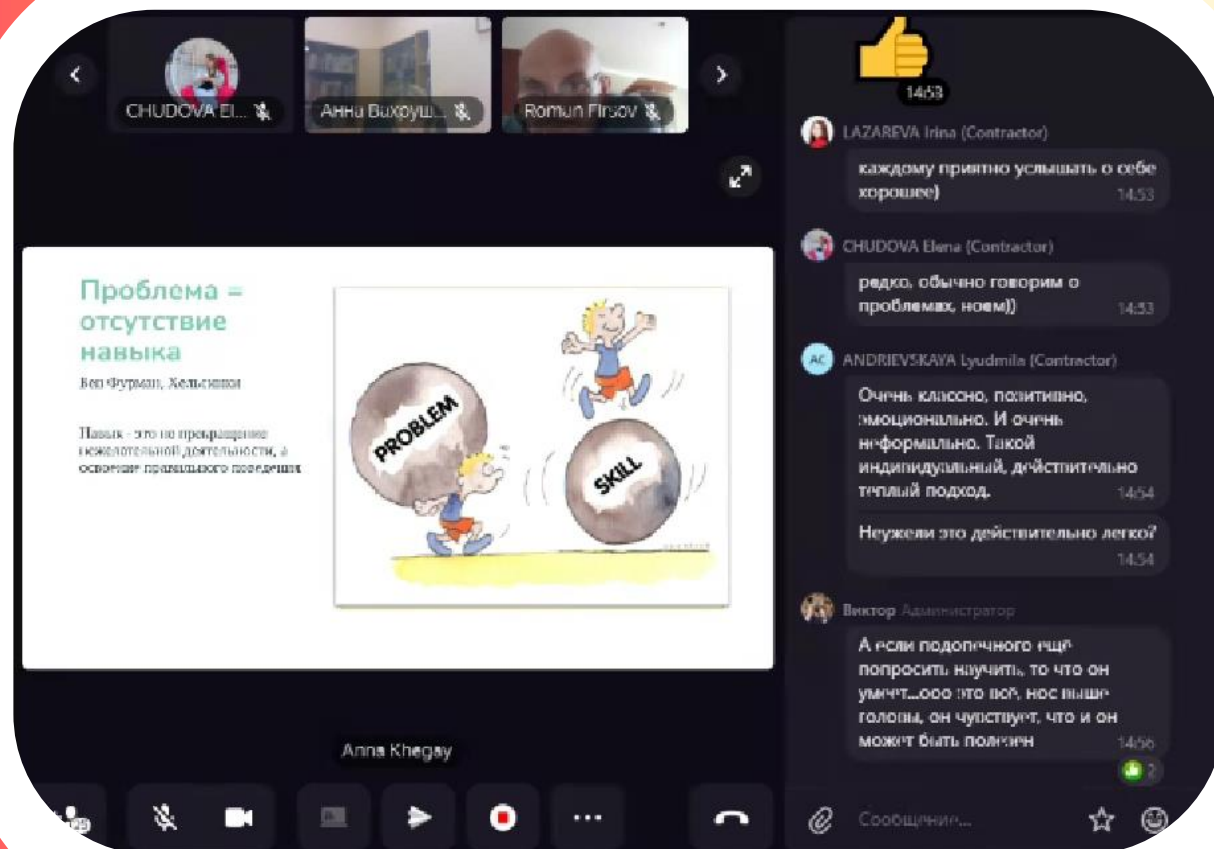 CHUDOVA El...
Анна Вахруш...
Roman Firsov
14:53
LAZAREVA Irina (Contractor)
каждому приятно услышать о себе
хорошее)
14:53
CHUDOVA Elena (Contractor)
редко, обычно говорим о
проблемах, ноем))
14:53
AC
ANDRIEVSKAYA Lyudmila (Contractor)
Очень классно, позитивно,
эмоционально. И очень
неформально. Такой
индивидуальный, действительно
теплый подход.
14:54
Неужели это действительно легко?
14:54
Виктор Администратор
А если подопечного ещё
попросить научить, то что он
умеет...ооо это всё, нос выше
головы, он чувствует, что и он
может быть полезен
14:56
2
Проблема =
отсутствие
навыка
Бен Фурман, Хельсинки
Навык - это не прекращение
нежелательной деятельности, а
освоение правильного поведения
PROBLEM
SKILL
Anna Khegay
25
Сообщение...